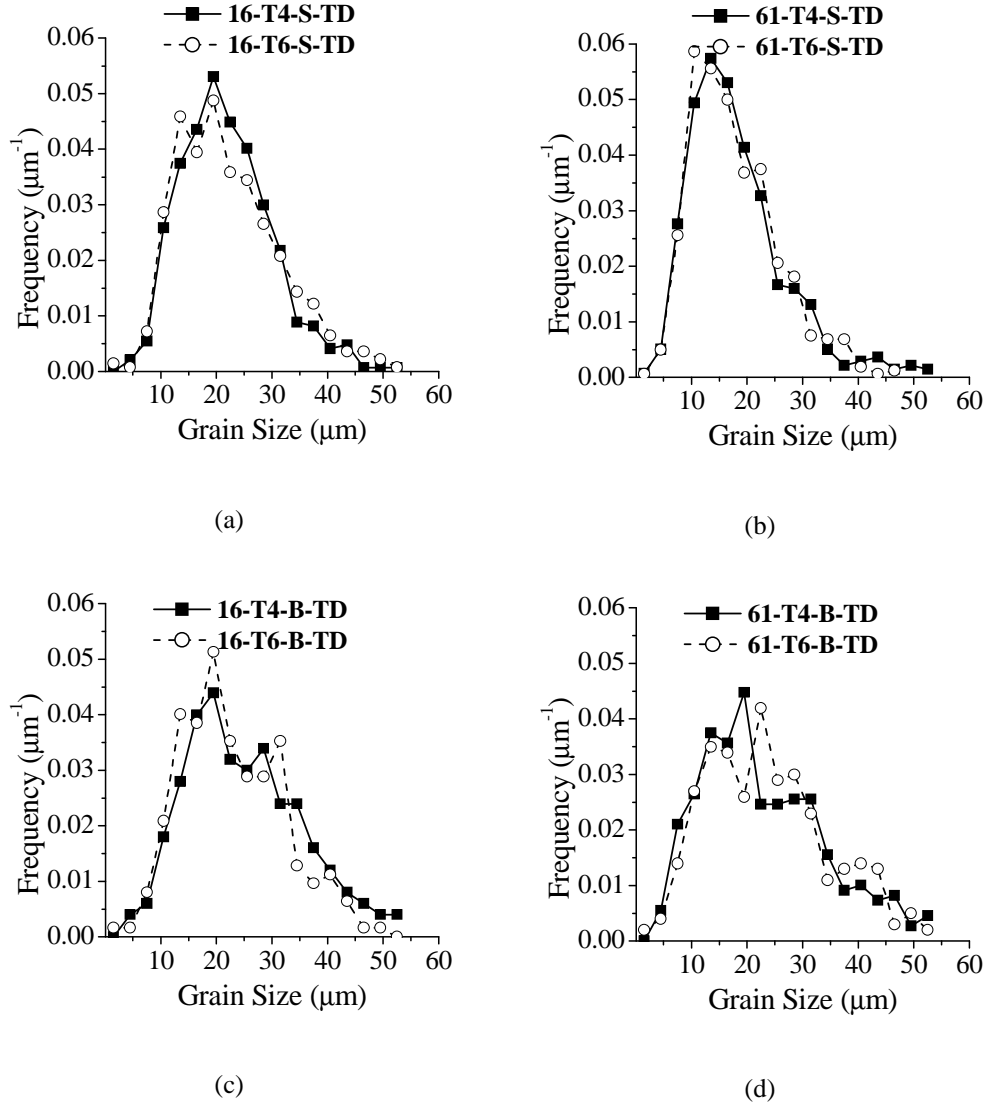 16-T4-S-TD
16-T6-S-TD
0.06
0.05
0.04
0.03
0.02
0.01
0.00
Frequency (μm-1)
10 20 30 40 50 60
Grain Size (μm)
(a)
61-T4-S-TD
61-T6-S-TD
0.06
0.05
0.04
0.03
0.02
0.01
0.00
Frequency (μm-1)
10 20 30 40 50 60
Grain Size (μm)
(b)
16-T4-B-TD
16-T6-B-TD
0.06
0.05
0.04
0.03
0.02
0.01
0.00
Frequency (μm-1)
10 20 30 40 50 60
Grain Size (μm)
(c)
61-T4-B-TD
61-T6-B-TD
0.06
0.05
0.04
0.03
0.02
0.01
0.00
Frequency (μm-1)
10 20 30 40 50 60
Grain Size (μm)
(d)